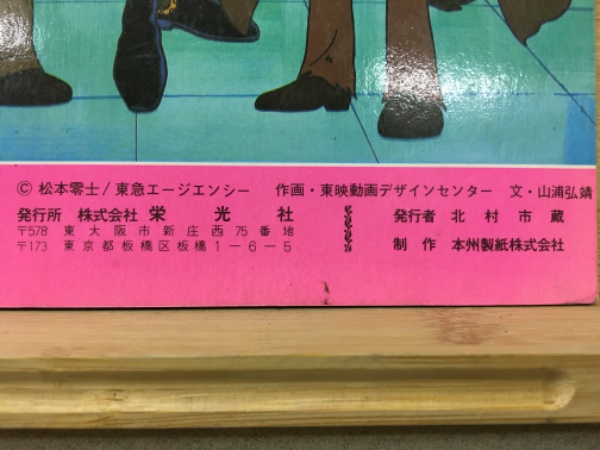 © 松本零士/東急エージエンシー 作画・東映動画デザインセンター 文・山浦弘靖
発行所 株式会社 栄光社 発行者 北村市蔵
〒578 東大阪市新庄西75番地
〒173 東京都板橋区板橋1-6-5 制作 本州製紙株式会社